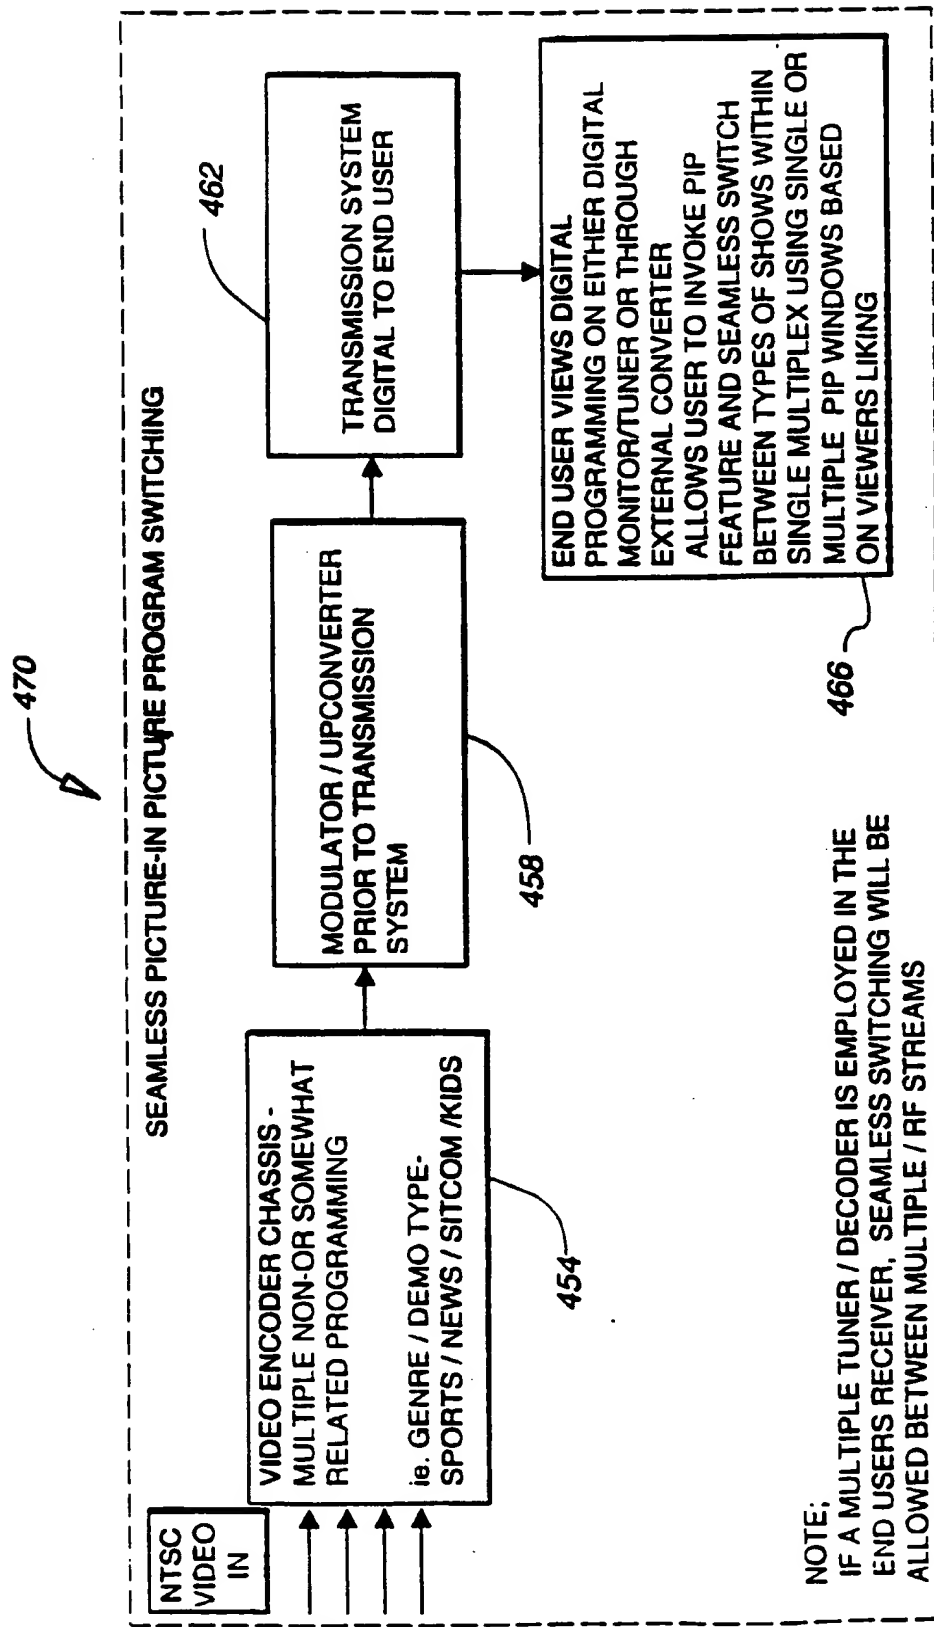 470
SEAMLESS PICTURE-IN PICTURE PROGRAM SWITCHING
NTSC
VIDEO
IN
VIDEO ENCODER CHASSIS -
MULTIPLE NON-OR SOMEWHAT
RELATED PROGRAMMING
ie. GENRE / DEMO TYPE-
SPORTS / NEWS / SITCOM /KIDS
454
MODULATOR / UPCONVERTER
PRIOR TO TRANSMISSION
SYSTEM
458
TRANSMISSION SYSTEM
DIGITAL TO END USER
462
END USER VIEWS DIGITAL
PROGRAMMING ON EITHER DIGITAL
MONITOR/TUNER OR THROUGH
EXTERNAL CONVERTER
ALLOWS USER TO INVOKE PIP
FEATURE AND SEAMLESS SWITCH
BETWEEN TYPES OF SHOWS WITHIN
SINGLE MULTIPLEX USING SINGLE OR
MULTIPLE PIP WINDOWS BASED
ON VIEWERS LIKING
466
NOTE;
IF A MULTIPLE TUNER / DECODER IS EMPLOYED IN THE
END USERS RECEIVER, SEAMLESS SWITCHING WILL BE
ALLOWED BETWEEN MULTIPLE / RF STREAMS